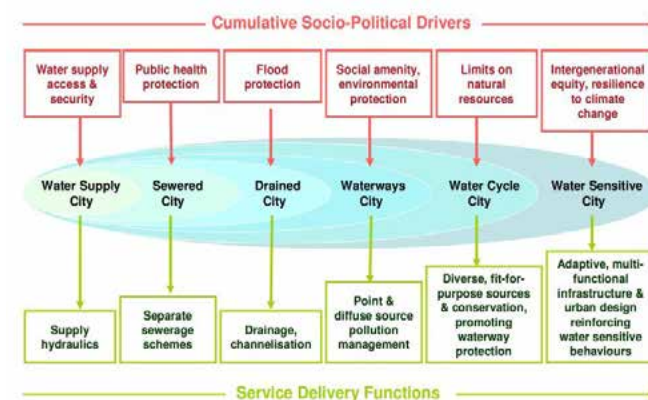 Cumulative Socio-Political Drivers
Water supply
access &
security
Public health
protection
Flood
protection
Social amenity,
environmental
protection
Limits on
natural
resources
Intergenerational
equity, resilience
to climate
change
Water Supply
City
Sewered
City
Drained
City
Waterways
City
Water Cycle
City
Water Sensitive
City
Supply
hydraulics
Separate
sewerage
schemes
Drainage,
channelisation
Point &
diffuse source
pollution
management
Diverse, fit-for-
purpose sources
& conservation,
promoting
waterway
protection
Adaptive, multi-
functional
infrastructure &
urban design
reinforcing
water sensitive
behaviours
Service Delivery Functions